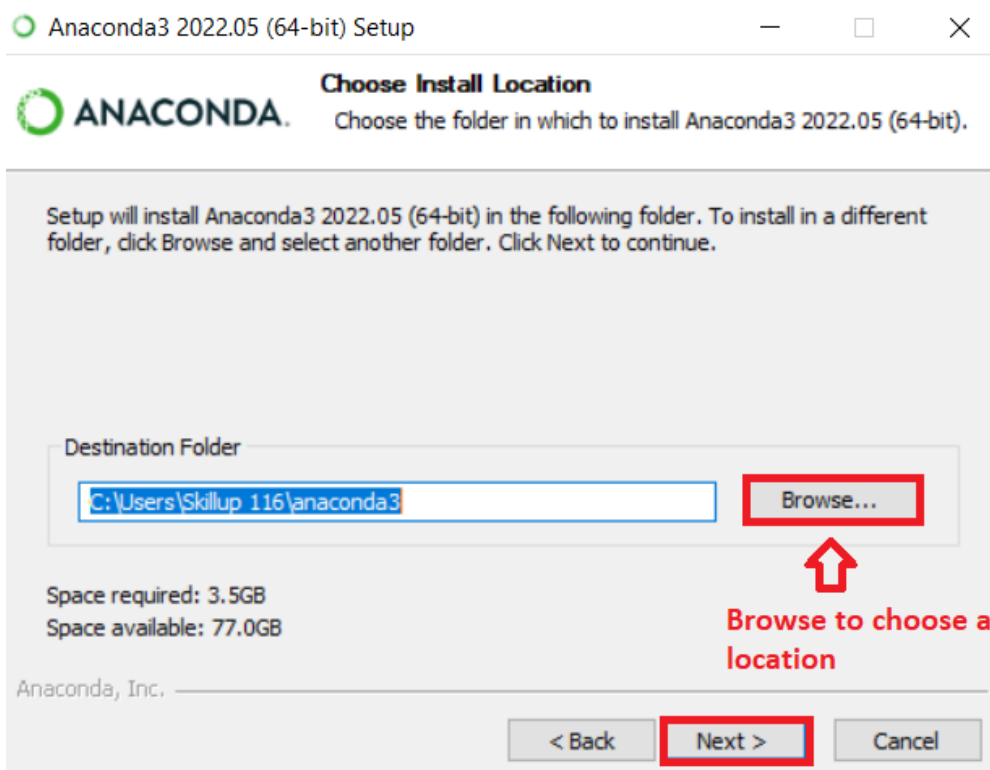 Anaconda3 2022.05 (64-bit) Setup
Choose Install Location
ANACONDA.
Choose the folder in which to install Anaconda3 2022.05 (64-bit).
Setup will install Anaconda3 2022.05 (64-bit) in the following folder. To install in a different
folder, click Browse and select another folder. Click Next to continue.
Destination Folder
C:\Users\Skillup 116\anaconda3
Browse...
Space required: 3.5GB
Space available: 77.0GB
Browse to choose a
location
Anaconda, Inc.
< Back
Next >
Cancel